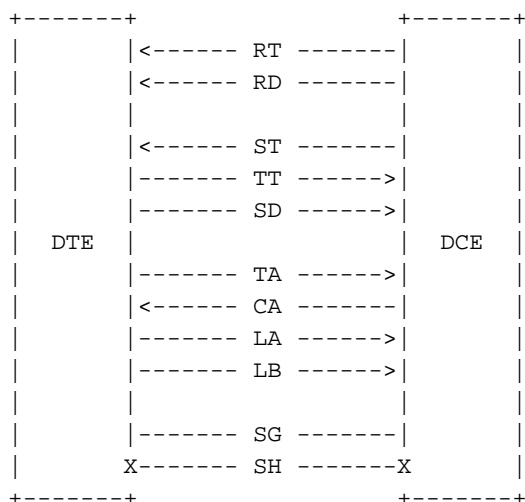 +-------+                +-------+
|       |<------ RT -------|       |
|       |<------ RD -------|       |
|       |                |       |
|       |<------ ST -------|       |
|       |------- TT ------>|       |
|       |------- SD ------>|       |
|  DTE  |                |  DCE  |
|       |------- TA ------>|       |
|       |<------ CA -------|       |
|       |------- LA ------>|       |
|       |------- LB ------>|       |
|       |                |       |
|       |------- SG -------|       |
|       X------- SH -------X       |
+-------+                +-------+